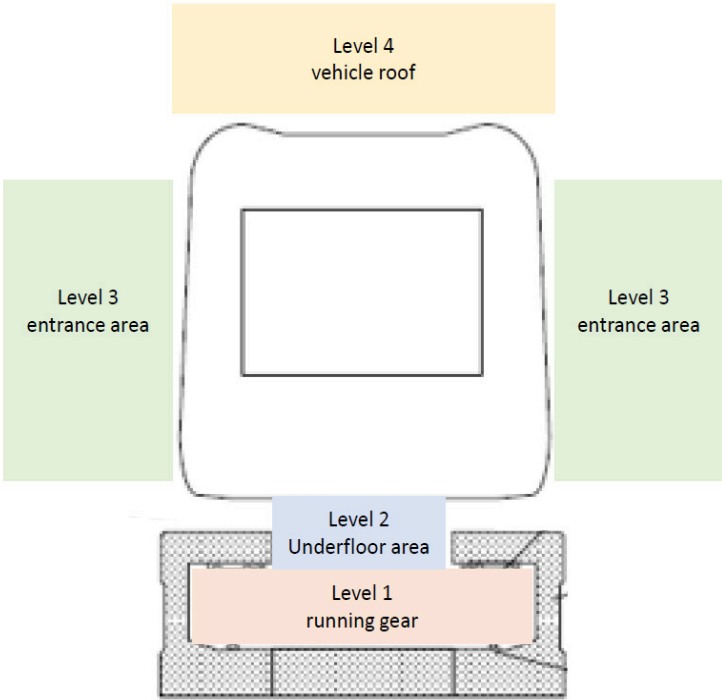 Level 4
vehicle roof
Level 3
entrance area
Level 3
entrance area
Level 2
Underfloor area
Level 1
running gear